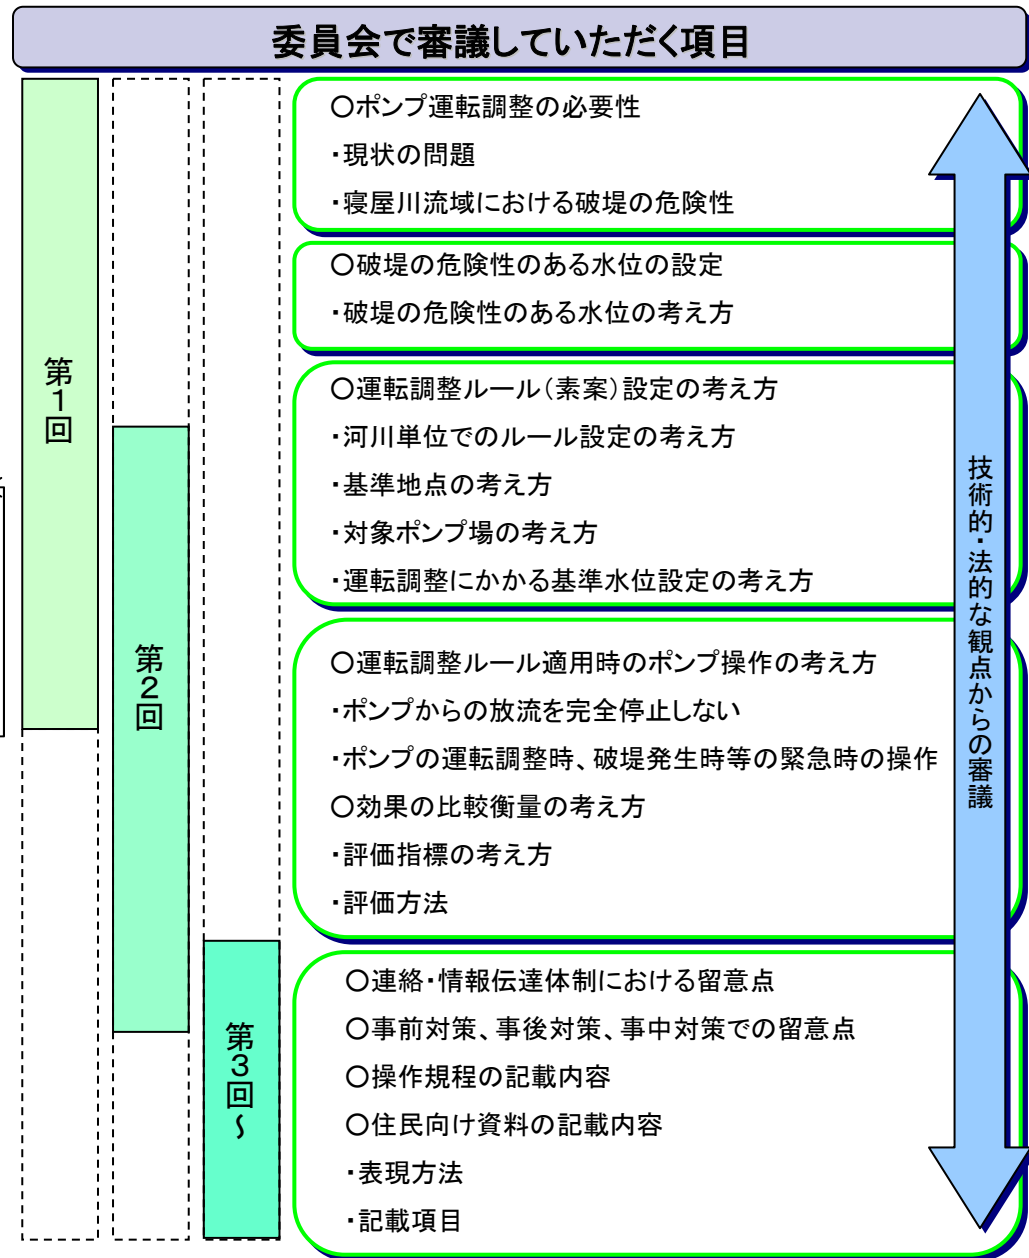 委員会で審議していただく項目
第1回
第2回
第3回～
〇ポンプ運転調整の必要性
・現状の問題
・寝屋川流域における破堤の危険性
〇破堤の危険性のある水位の設定
・破堤の危険性のある水位の考え方
〇運転調整ルール（素案）設定の考え方
・河川単位でのルール設定の考え方
・基準地点の考え方
・対象ポンプ場の考え方
・運転調整にかかる基準水位設定の考え方
〇運転調整ルール適用時のポンプ操作の考え方
・ポンプからの放流を完全停止しない
・ポンプの運転調整時、破堤発生時等の緊急時の操作
〇効果の比較衡量の考え方
・評価指標の考え方
・評価方法
〇連絡・情報伝達体制における留意点
〇事前対策、事後対策、事中対策での留意点
〇操作規程の記載内容
〇住民向け資料の記載内容
・表現方法
・記載項目
技術的・法的な観点からの審議